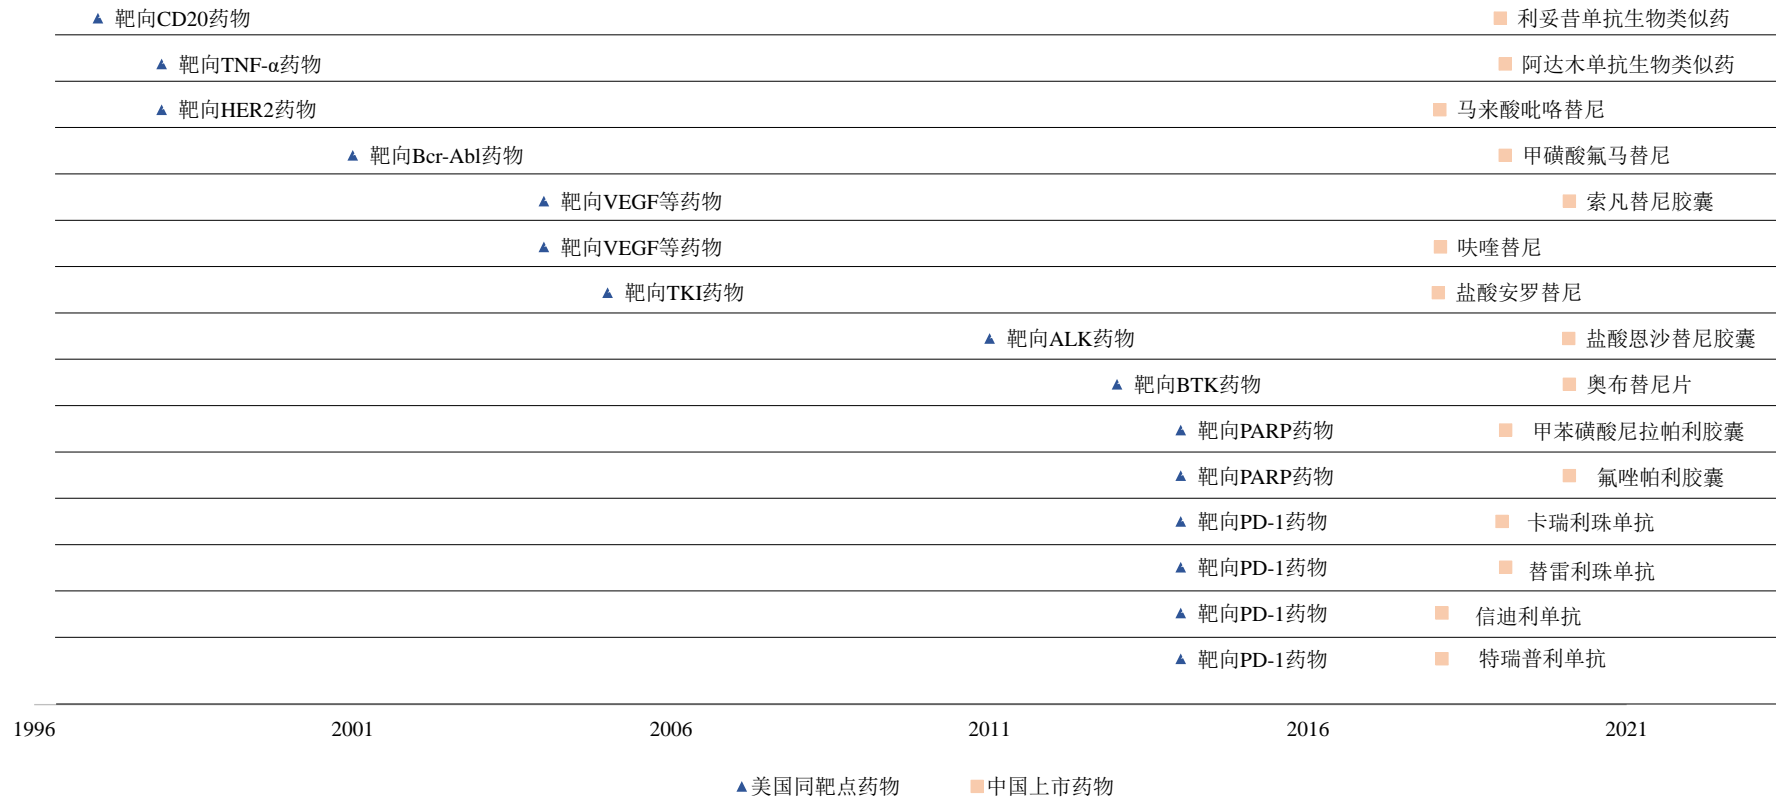 靶向CD20药物 利妥昔单抗生物类似药
靶向TNF-α药物 阿达木单抗生物类似药
靶向HER2药物 马来酸吡咯替尼
靶向Bcr-Abl药物 甲磺酸氟马替尼
靶向VEGF等药物 索凡替尼胶囊
靶向VEGF等药物 呋喹替尼
靶向TKI药物 盐酸安罗替尼
靶向ALK药物 盐酸恩沙替尼胶囊
靶向BTK药物 奥布替尼片
靶向PARP药物 甲苯磺酸尼拉帕利胶囊
靶向PARP药物 氟唑帕利胶囊
靶向PD-1药物 卡瑞利珠单抗
靶向PD-1药物 替雷利珠单抗
靶向PD-1药物 信迪利单抗
靶向PD-1药物 特瑞普利单抗
1996 2001 2006 2011 2016 2021
美国同靶点药物 中国上市药物